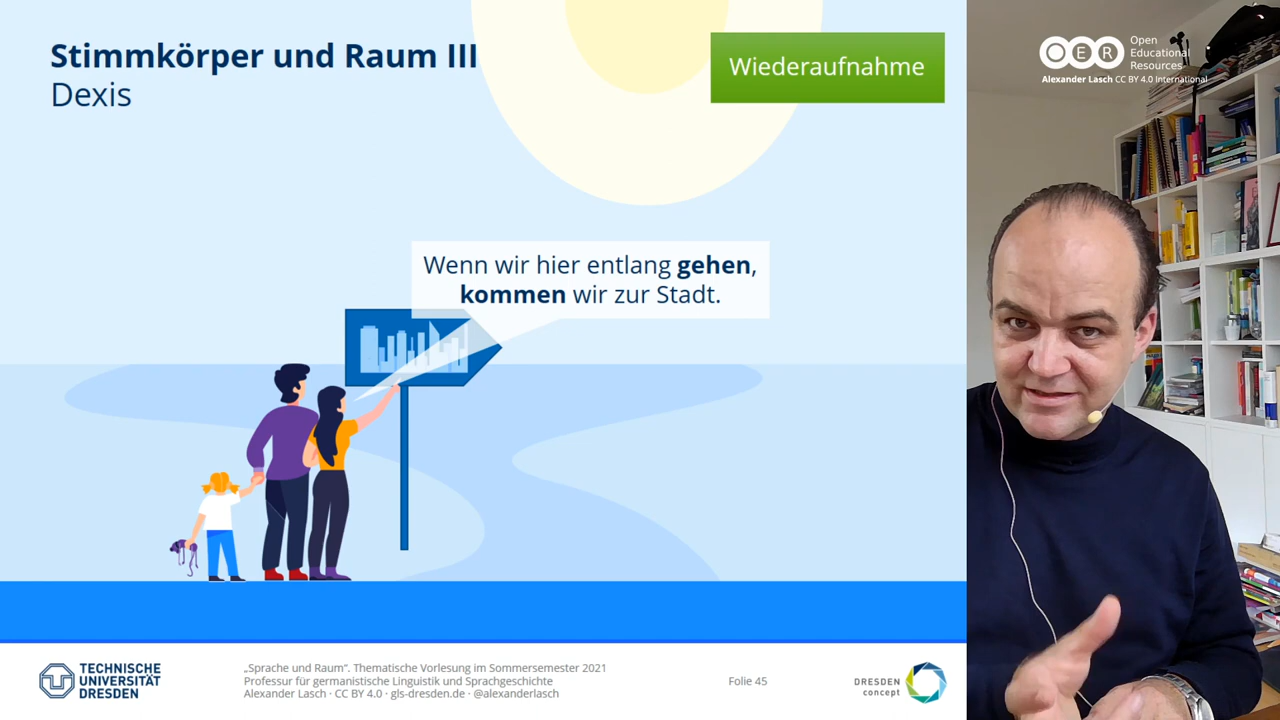 Stimmkörper und Raum III
Dexis
Wiederaufnahme
Wenn wir hier entlang gehen,
kommen wir zur Stadt.
TECHNISCHE
UNIVERSITÄT
DRESDEN
„Sprache und Raum“. Thematische Vorlesung im Sommersemester 2021
Professur für germanistische Linguistik und Sprachgeschichte
Alexander Lasch · CC BY 4.0 · gls-dresden.de · @alexanderlasch
Folie 45
DRESDEN
concept
OER
Open
Educational
Resources
Alexander Lasch CC BY 4.0 International